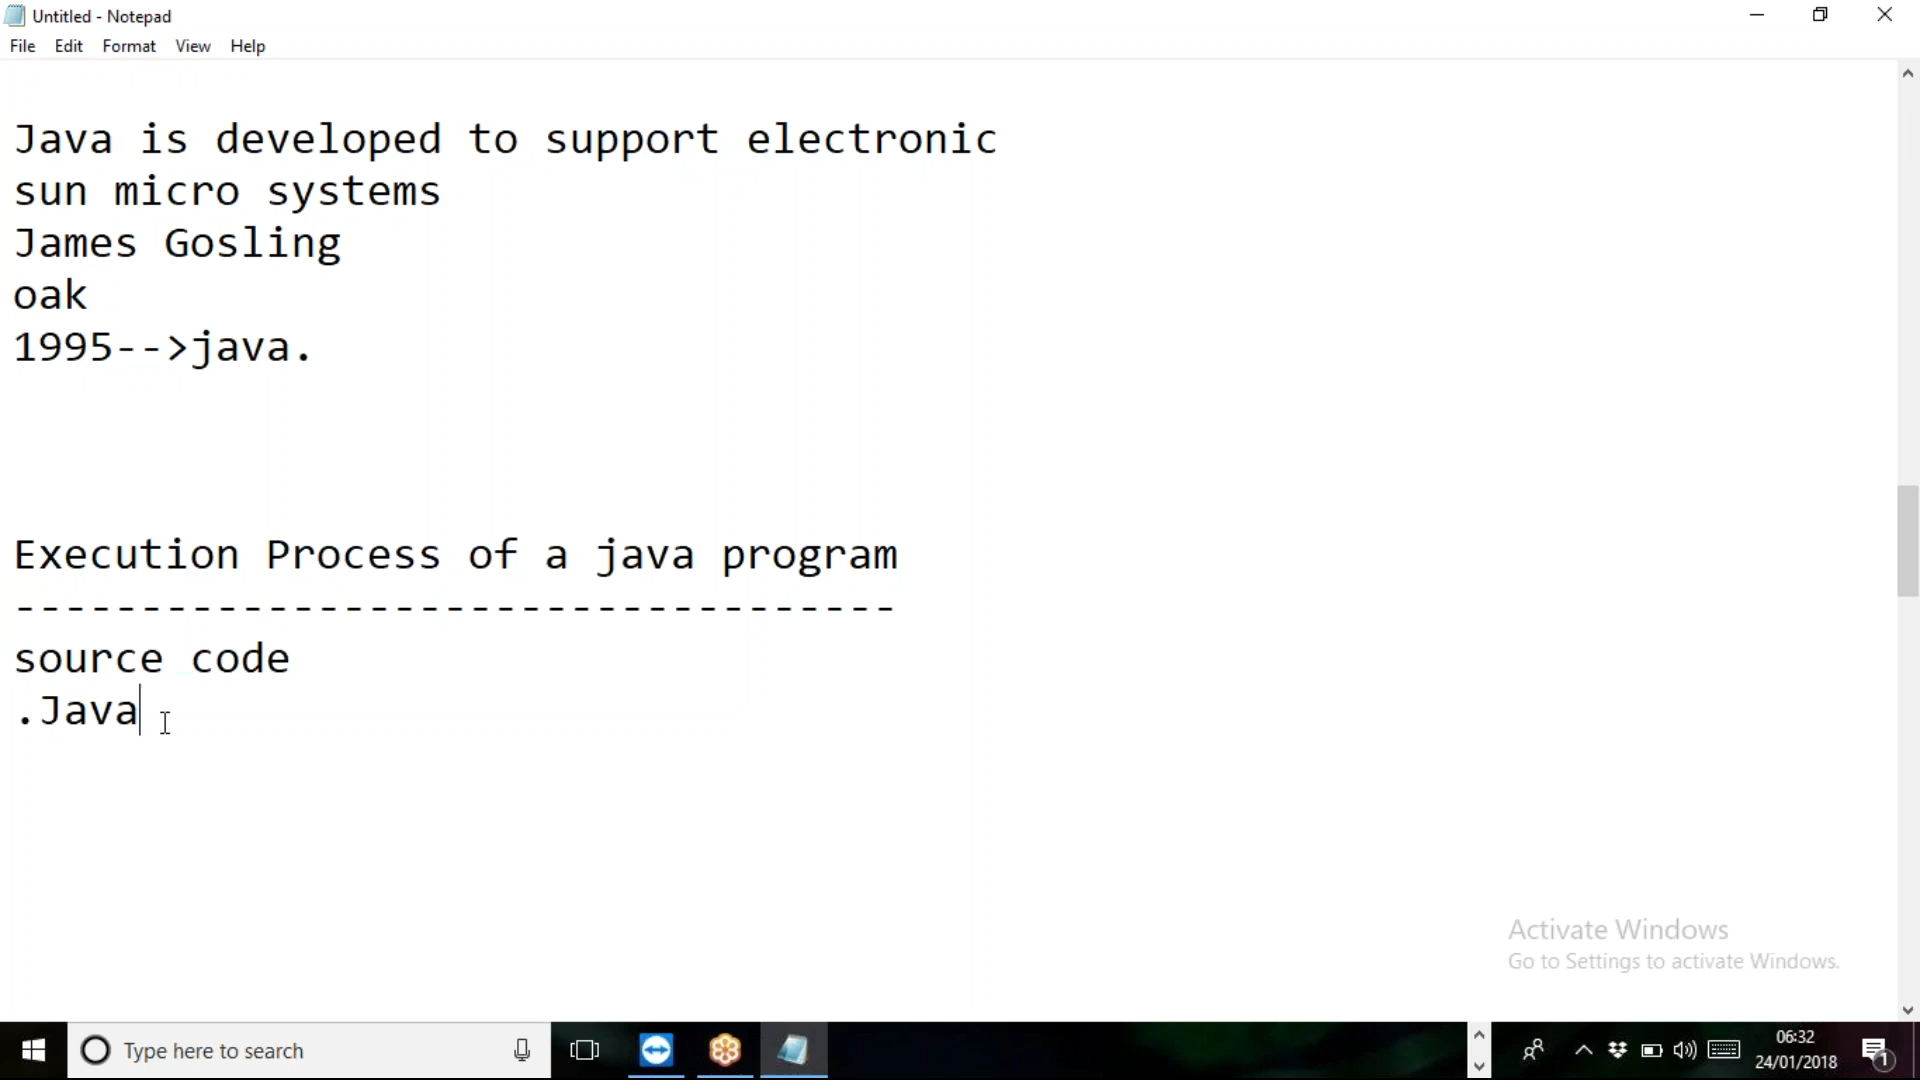 Untitled - Notepad
File Edit Format View Help
Java is developed to support electronic
sun micro systems
James Gosling
oak
1995-->java.
Execution Process of a java program
-----------------------------------
source code
.Java
Activate Windows
Go to Settings to activate Windows.
Type here to search
06:32
24/01/2018
1